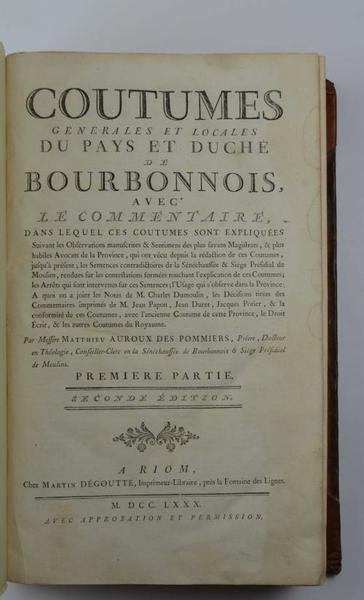 COUTUMES
GENERALES ET LOCALES
DU PAYS ET DUCHÉ
DE
BOURBONNOIS,
AVEC
LE COMMENTAIRE,
DANS LEQUEL CES COUTUMES SONT EXPLIQUÉES
Suivant les Observations manuscrites & Sentimens des plus savans Magistrats, & plus
habiles Avocats de la Province, qui ont vécu depuis la rédaction de ces Coutumes,
jusqu'à présent; les Sentences contradictoires de la Sénéchaussée & Siége Présidial de
Moulins, rendues sur les contestations formées touchant l'explication de ces Coutumes;
les Arrêts qui sont intervenus sur ces Sentences; l'Usage qui s'observe dans la Province:
A quoi on a joint les Notes de M. Charles Dumoulin, les Décisions tirées des
Commentaires imprimés de M. Jean Papon, Jean Duret, Jacques Potier, & la
conformité de ces Coutumes, avec l'ancienne Coutume de cette Province, le Droit
Ecrit, & les autres Coutumes du Royaume.
Par Messire MATTHIEU AUROUX DES POMMIERS, Prêtre, Docteur
en Théologie, Conseiller-Clerc en la Sénéchaussée de Bourbonnois & Siége Présidial
de Moulins.
PREMIERE PARTIE.
SECONDE ÉDITION.
A RIOM,
Chez MARTIN DÉGOUTTE, Imprimeur-Libraire, près la Fontaine des Lignes.
M. DCC. LXXX.
AVEC APPROBATION ET PERMISSION.